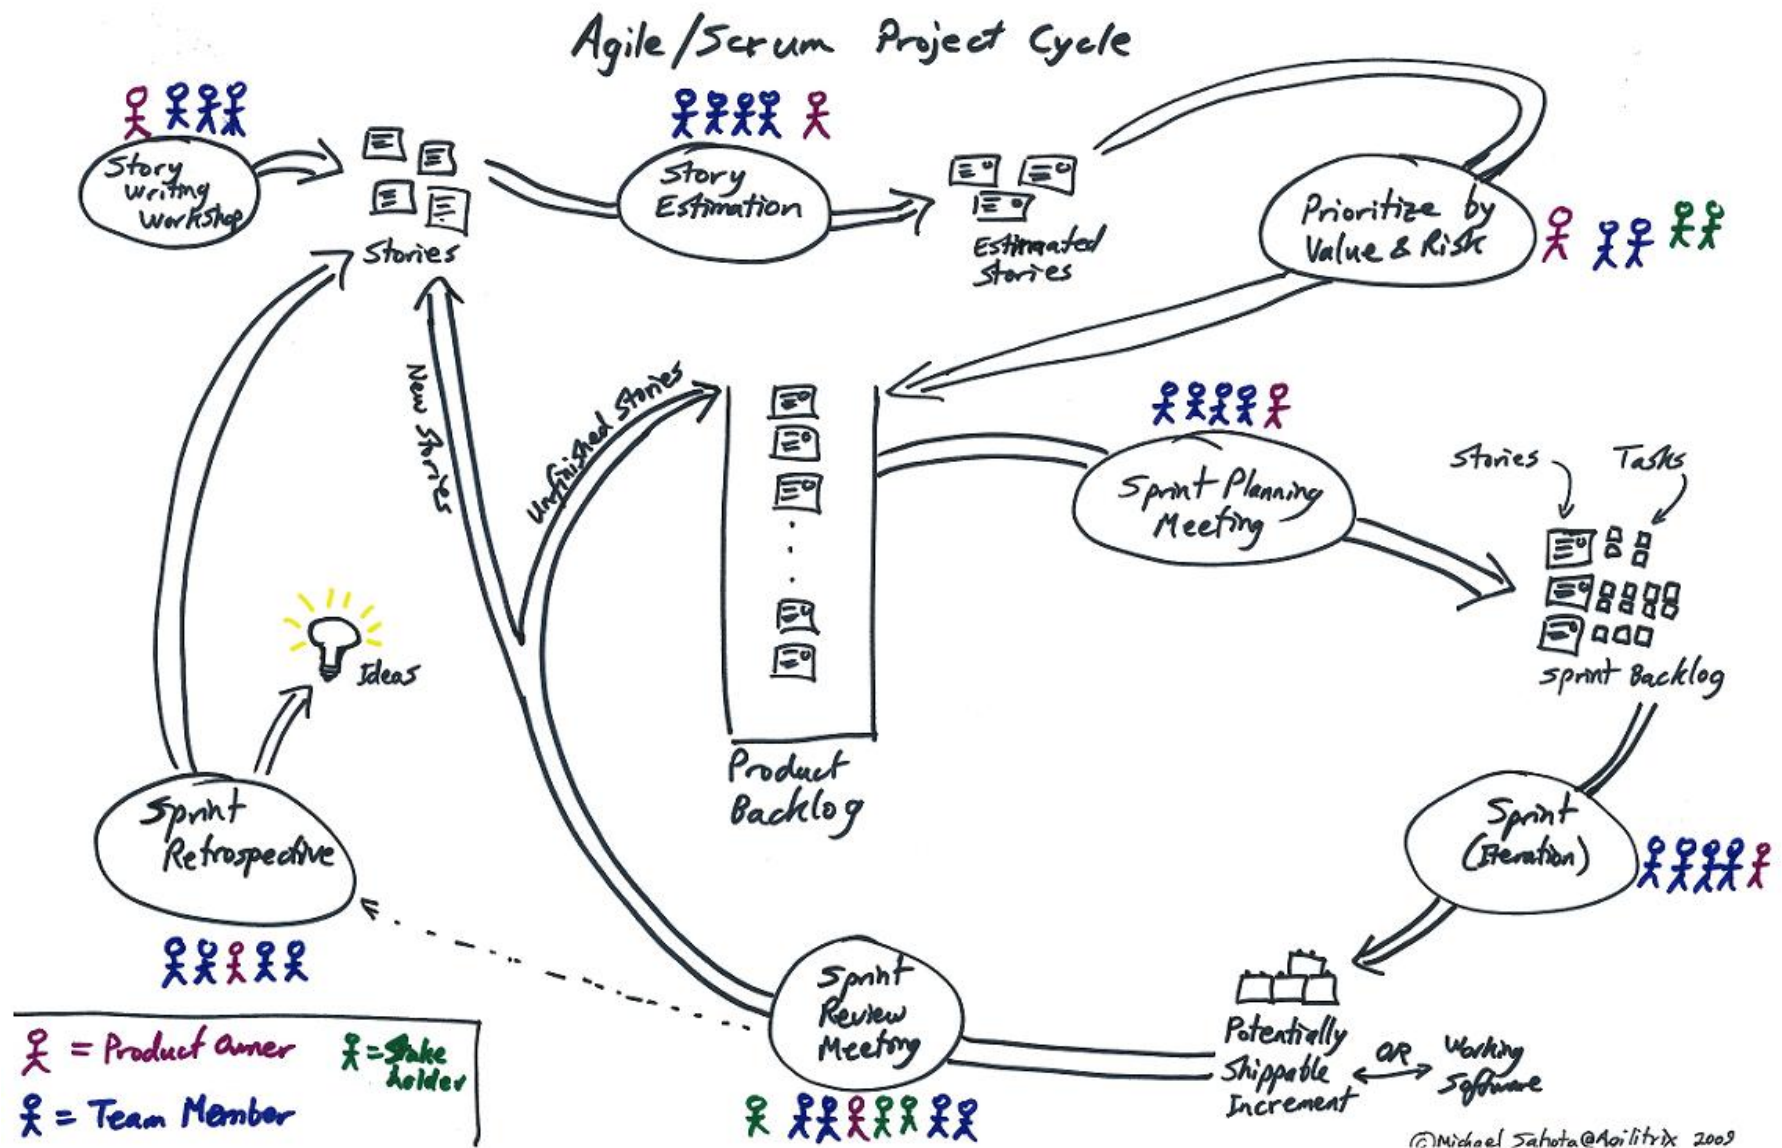 Agile/Scrum Project Cycle
Story
Writing
Workshop
Stories
Story
Estimation
Estimated
Stories
Prioritize by
Value & Risk
New Stories
Unfinished Stories
Product
Backlog
Sprint Planning
Meeting
Stories
Tasks
Sprint Backlog
Sprint
(Iteration)
Potentially
Shippable
Increment
OR
Working
Software
Sprint
Review
Meeting
Sprint
Retrospective
Ideas
= Product Owner
= Stake
holder
= Team Member
©Michael Sahota@Agilitrix 2009